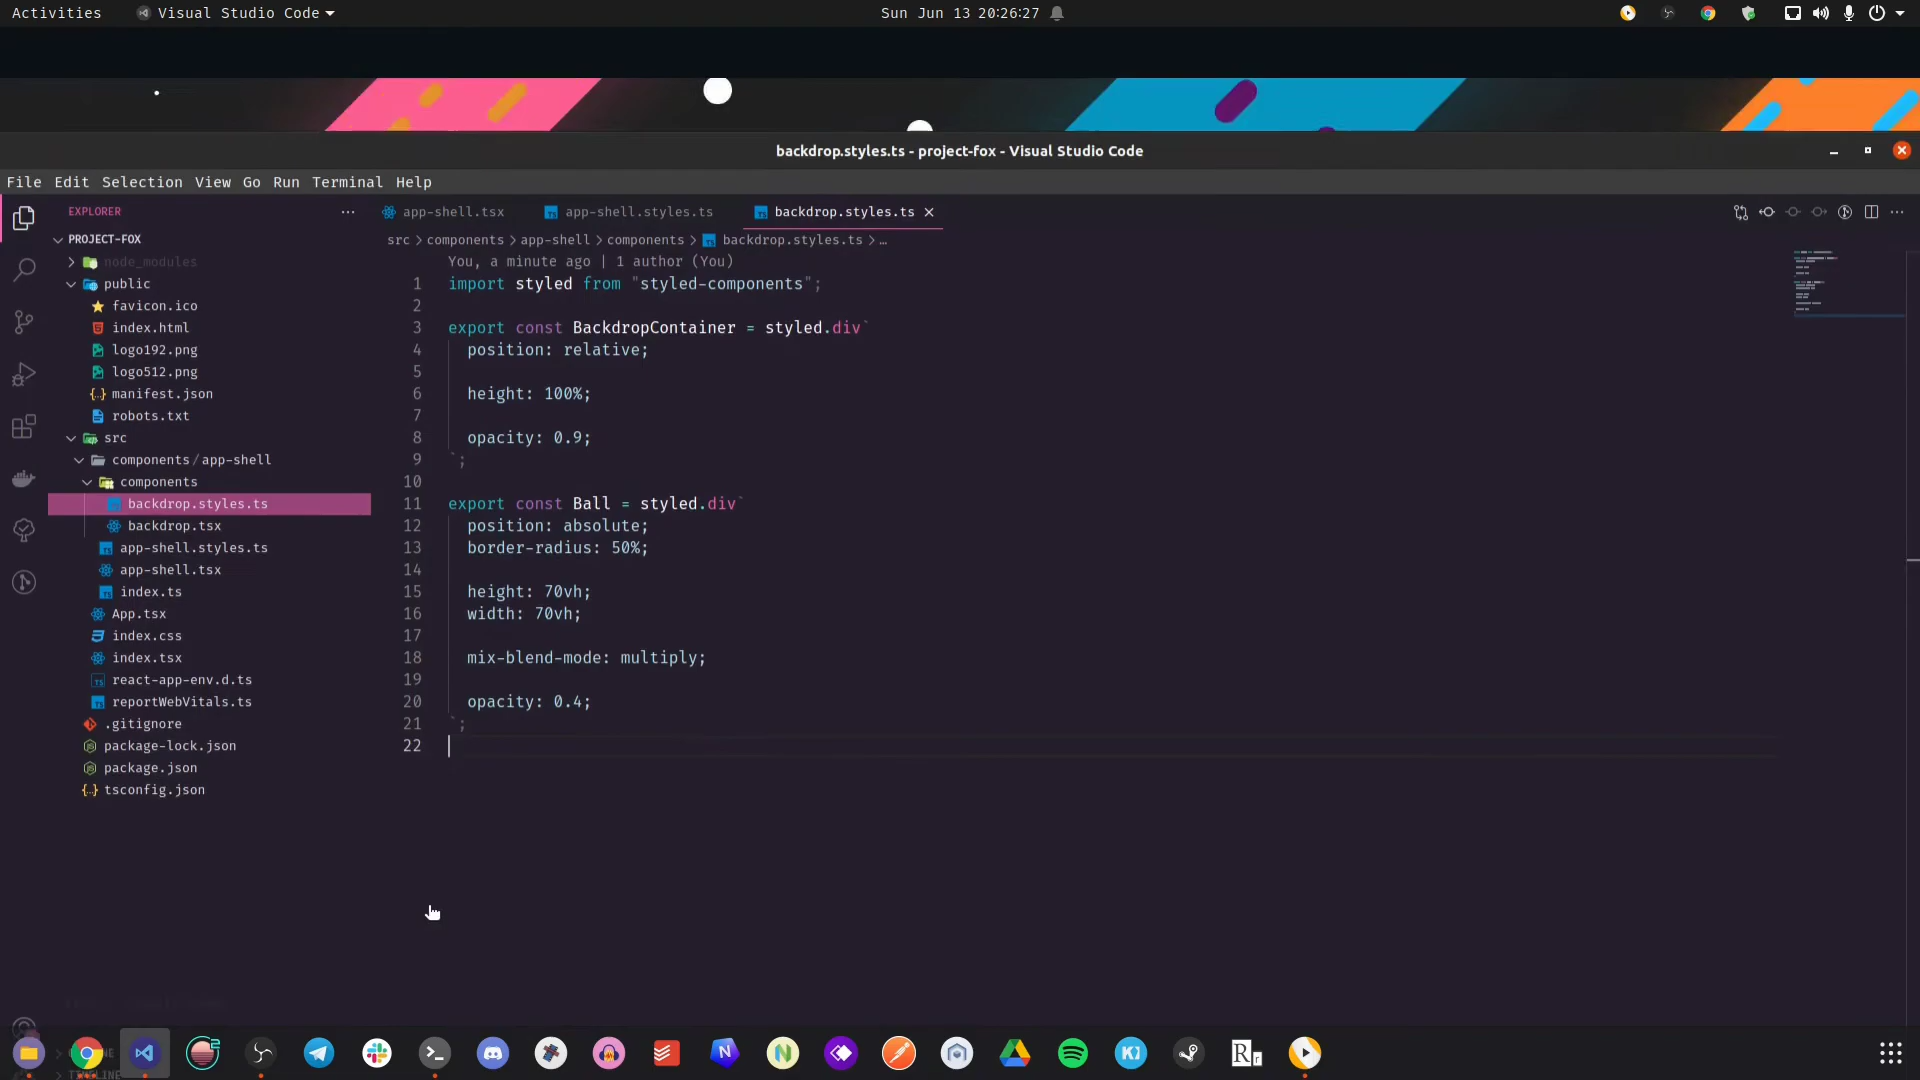 Activities
Visual Studio Code
Sun Jun 13 20:26:27
backdrop.styles.ts - project-fox - Visual Studio Code
File Edit Selection View Go Run Terminal Help
EXPLORER
PROJECT-FOX
node_modules
public
favicon.ico
index.html
logo192.png
logo512.png
manifest.json
robots.txt
src
components/app-shell
components
backdrop.styles.ts
backdrop.tsx
app-shell.styles.ts
app-shell.tsx
index.ts
App.tsx
index.css
index.tsx
react-app-env.d.ts
reportWebVitals.ts
.gitignore
package-lock.json
package.json
tsconfig.json
app-shell.tsx
app-shell.styles.ts
backdrop.styles.ts
src > components > app-shell > components > backdrop.styles.ts > …
You, a minute ago | 1 author (You)
1 import styled from "styled-components";
2
3 export const BackdropContainer = styled.div`
4 position: relative;
5
6 height: 100%;
7
8 opacity: 0.9;
9 `;
10
11 export const Ball = styled.div`
12 position: absolute;
13 border-radius: 50%;
14
15 height: 70vh;
16 width: 70vh;
17
18 mix-blend-mode: multiply;
19
20 opacity: 0.4;
21 `;
22
TIMELINE